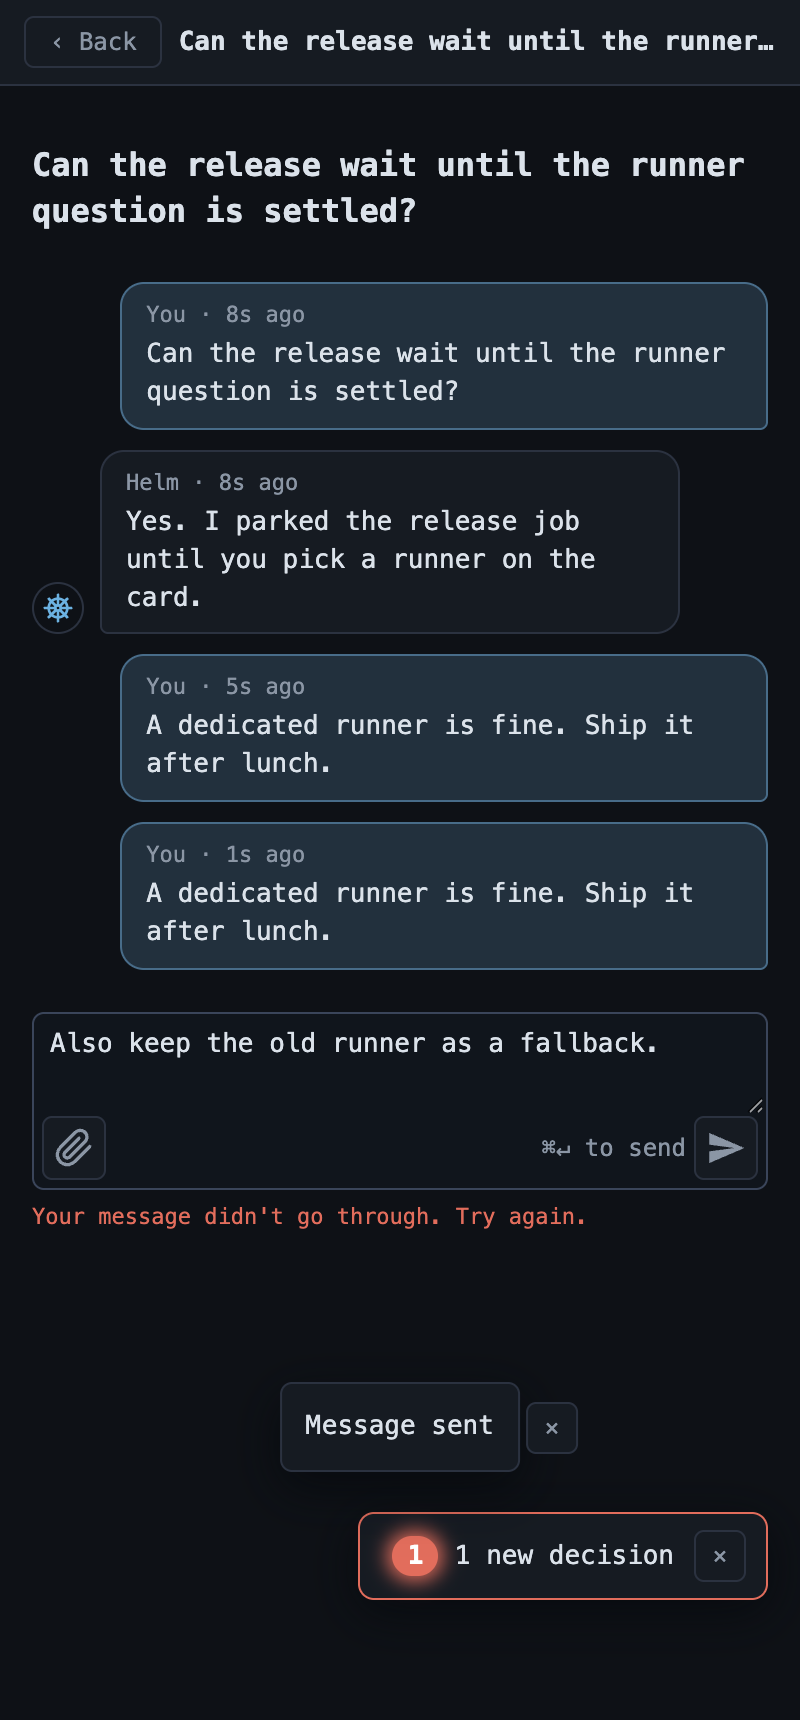 ‹ Back
Can the release wait until the runner…
Can the release wait until the runner
question is settled?
You · 8s ago
Can the release wait until the runner
question is settled?
Helm · 8s ago
Yes. I parked the release job
until you pick a runner on the
card.
You · 5s ago
A dedicated runner is fine. Ship it
after lunch.
You · 1s ago
A dedicated runner is fine. Ship it
after lunch.
Also keep the old runner as a fallback.
⌘↵ to send
Your message didn't go through. Try again.
Message sent
×
1
1 new decision
×